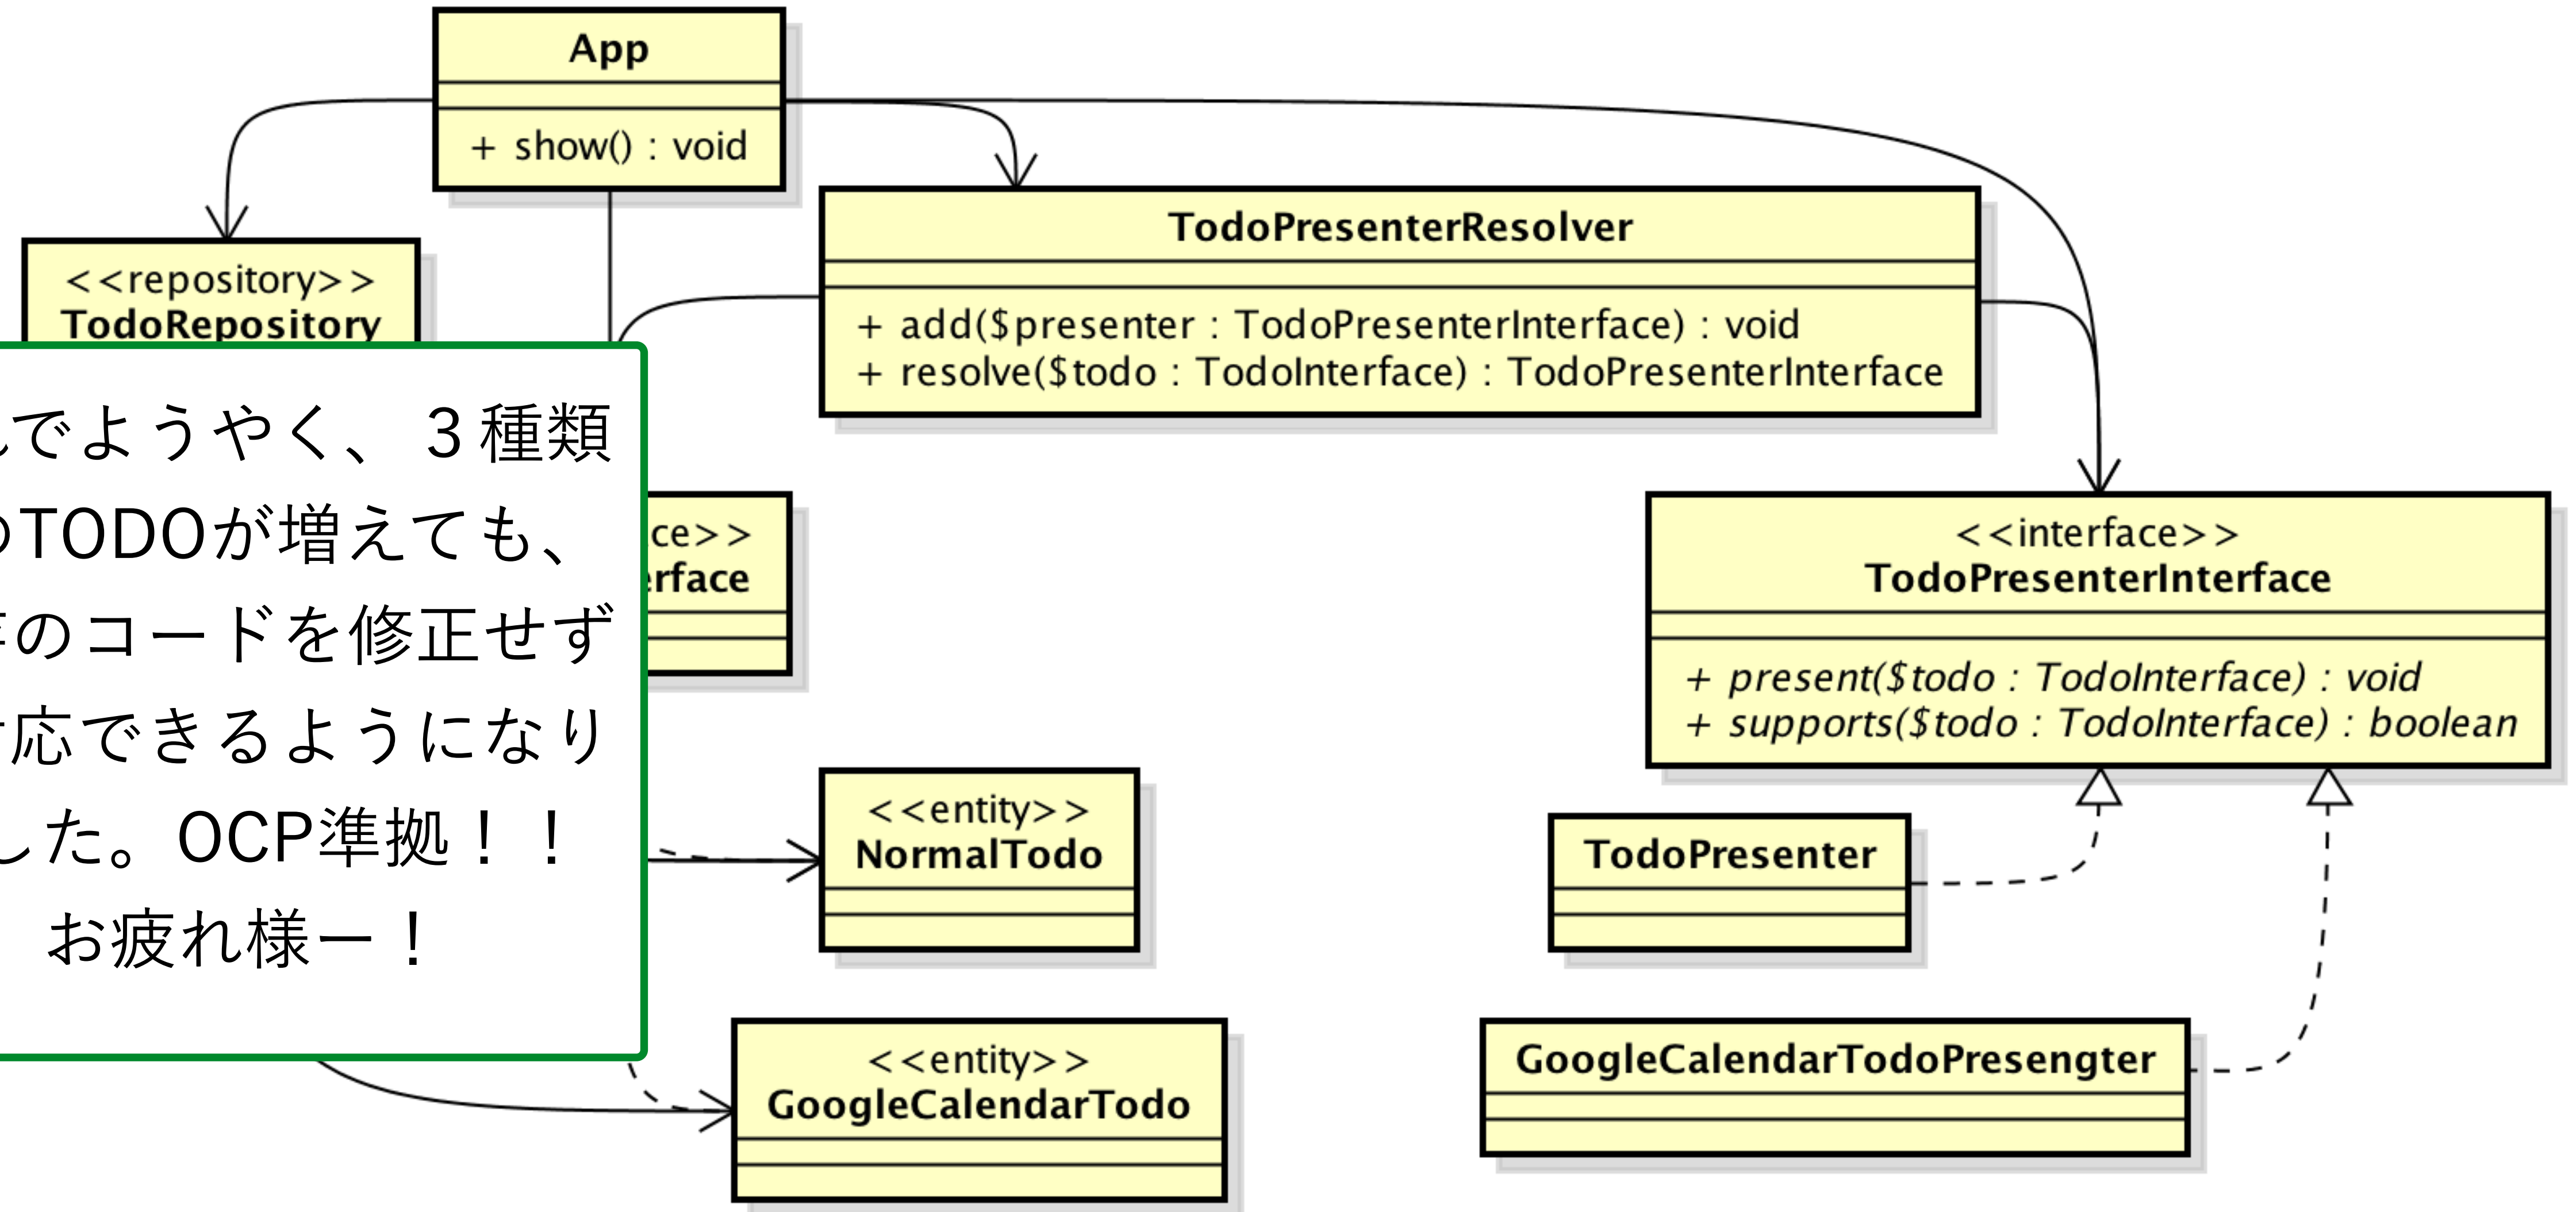 App
+ show() : void
TodoPresenterResolver
+ add($presenter : TodoPresenterInterface) : void
+ resolve($todo : TodoInterface) : TodoPresenterInterface
<<repository>>
TodoRepository
でようやく、３種類
TODOが増えても、
のコードを修正せず
応できるようになり
した。OCP準拠！！
お疲れ様ー！
ce>>
erface
<<interface>>
TodoPresenterInterface
+ present($todo : TodoInterface) : void
+ supports($todo : TodoInterface) : boolean
<<entity>>
NormalTodo
TodoPresenter
<<entity>>
GoogleCalendarTodo
GoogleCalendarTodoPresengter